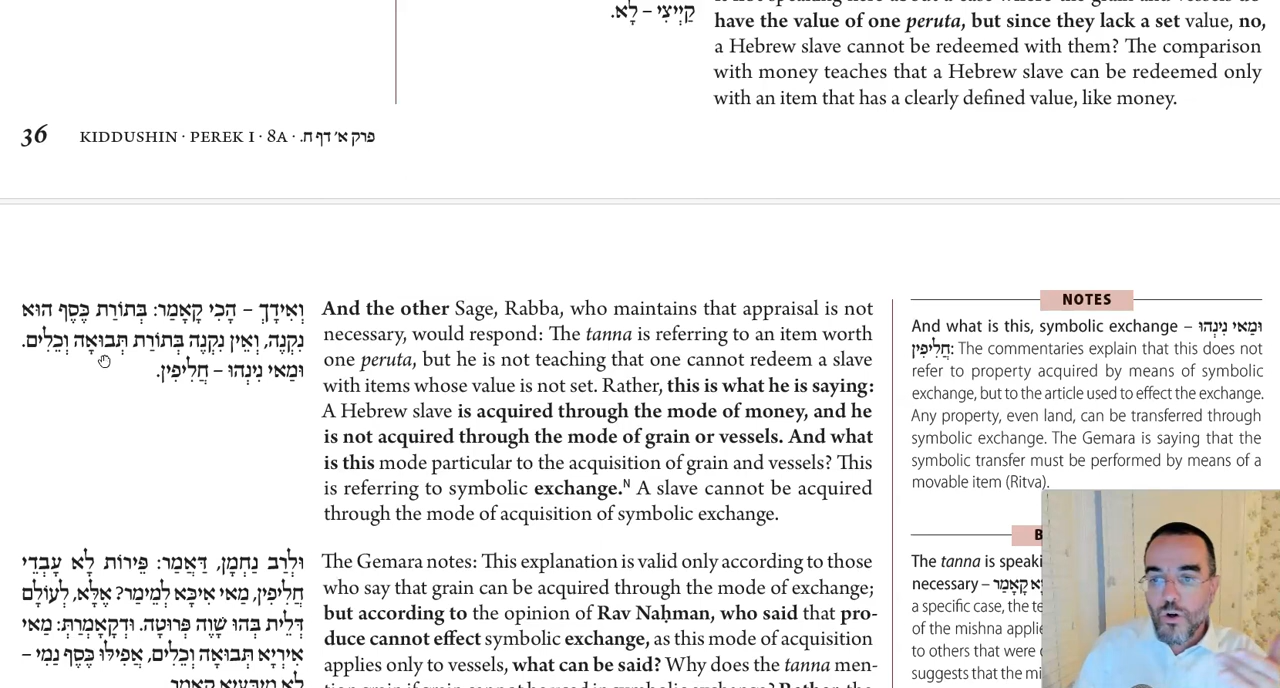 קַיְיצִי – לָא.
have the value of one peruta, but since they lack a set value, no,
a Hebrew slave cannot be redeemed with them? The comparison
with money teaches that a Hebrew slave can be redeemed only
with an item that has a clearly defined value, like money.
36 KIDDUSHIN · PEREK I · 8A · פרק א׳ דף ח.
וְאִידָךְ – הָכִי קָאָמַר: בְּתוֹרַת כֶּסֶף הוּא
נִקְנֶה, וְאֵין נִקְנֶה בְּתוֹרַת תְּבוּאָה וְכֵלִים.
וּמַאי נִינְהוּ – חֲלִיפִין.
And the other Sage, Rabba, who maintains that appraisal is not
necessary, would respond: The tanna is referring to an item worth
one peruta, but he is not teaching that one cannot redeem a slave
with items whose value is not set. Rather, this is what he is saying:
A Hebrew slave is acquired through the mode of money, and he
is not acquired through the mode of grain or vessels. And what
is this mode particular to the acquisition of grain and vessels? This
is referring to symbolic exchange.N A slave cannot be acquired
through the mode of acquisition of symbolic exchange.
NOTES
And what is this, symbolic exchange – וּמַאי נִינְהוּ
חֲלִיפִין: The commentaries explain that this does not
refer to property acquired by means of symbolic
exchange, but to the article used to effect the exchange.
Any property, even land, can be transferred through
symbolic exchange. The Gemara is saying that the
symbolic transfer must be performed by means of a
movable item (Ritva).
וּלְרַב נַחְמָן, דַּאֲמַר: פֵּירוֹת לָא עָבְדִי
חֲלִיפִין, מַאי אִיכָּא לְמֵימַר? אֶלָּא, לְעוֹלָם
דְּלֵית בְּהוּ שָׁוֶה פְּרוּטָה. וּדְקָאָמְרַתְּ: מַאי
אִירְיָא תְּבוּאָה וְכֵלִים, אֲפִילּוּ כֶּסֶף נַמִי –
לָא מִיבַּעְיָא קָאָמַר
The Gemara notes: This explanation is valid only according to those
who say that grain can be acquired through the mode of exchange;
but according to the opinion of Rav Naḥman, who said that pro-
duce cannot effect symbolic exchange, as this mode of acquisition
applies only to vessels, what can be said? Why does the tanna men-
The tanna is speaki
necessary – קָאָמַר
a specific case, the te
of the mishna appli
to others that were
suggests that the mi